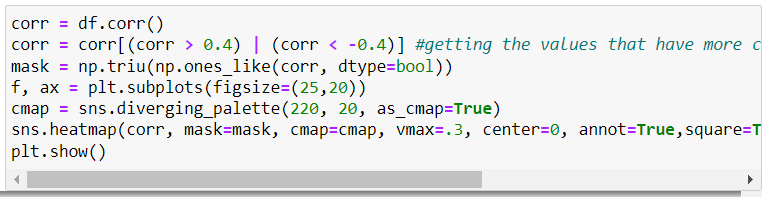 corr = df.corr()
corr = corr[(corr > 0.4) | (corr < -0.4)] #getting the values that have more c
mask = np.triu(np.ones_like(corr, dtype=bool))
f, ax = plt.subplots(figsize=(25,20))
cmap = sns.diverging_palette(220, 20, as_cmap=True)
sns.heatmap(corr, mask=mask, cmap=cmap, vmax=.3, center=0, annot=True,square=T
plt.show()